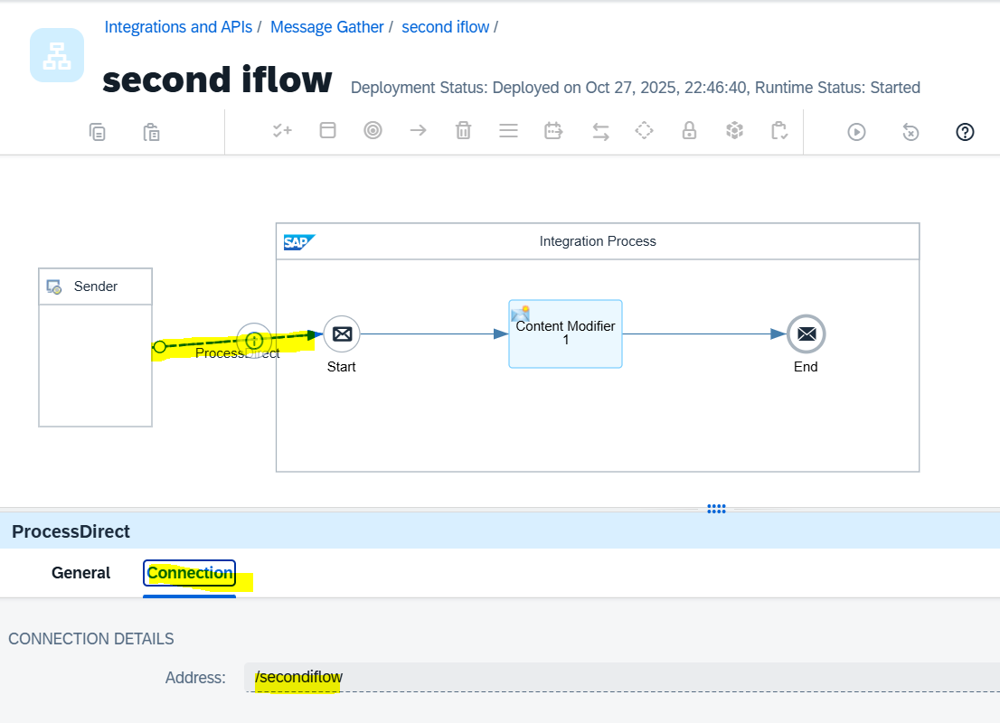 Integrations and APIs / Message Gather / second iflow /
second iflow Deployment Status: Deployed on Oct 27, 2025, 22:46:40, Runtime Status: Started
SAP Integration Process
Sender
ProcessDirect
Start
Content Modifier
1
End
ProcessDirect
General Connection
CONNECTION DETAILS
Address: /secondiflow